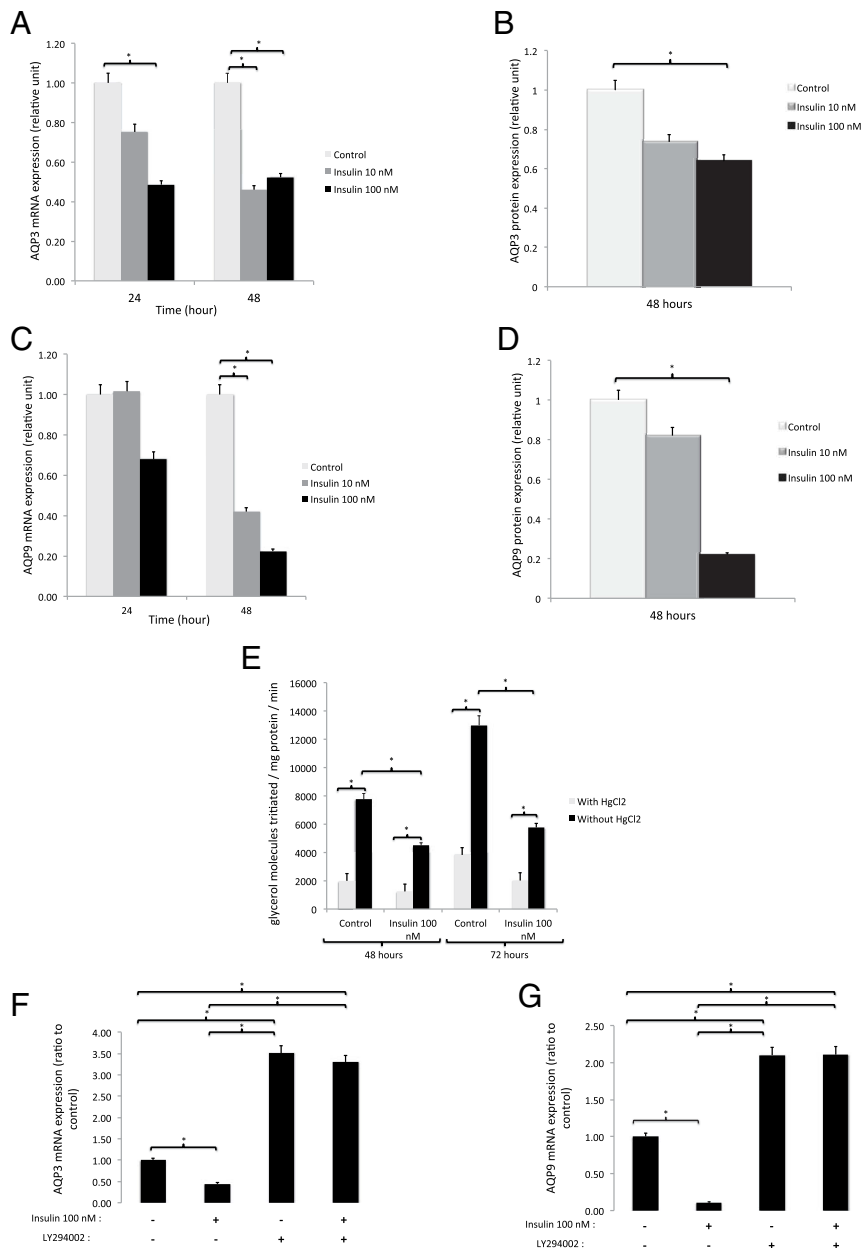 A
AQP3 mRNA expression (relative unit)
1.20
1.00
0.80
0.60
0.40
0.20
0.00
*
*
*
24
48
Time (hour)
Control
Insulin 10 nM
Insulin 100 nM
B
AQP3 protein expression (relative unit)
1.2
1
0.8
0.6
0.4
0.2
0
*
48 hours
Control
Insulin 10 nM
Insulin 100 nM
C
AQP9 mRNA expression (relative unit)
1.20
1.00
0.80
0.60
0.40
0.20
0.00
*
*
24
48
Time (hour)
Control
Insulin 10 nM
Insulin 100 nM
D
AQP9 protein expression (relative unit)
1.2
1
0.8
0.6
0.4
0.2
0
*
48 hours
Control
Insulin 10 nM
Insulin 100 nM
E
glycerol molecules tritiated / mg protein / min
16000
14000
12000
10000
8000
6000
4000
2000
0
*
*
*
*
*
*
Control
Insulin 100
nM
Control
Insulin 100
nM
48 hours
72 hours
With HgCl2
Without HgCl2
F
AQP3 mRNA expression (ratio to
control)
4.00
3.50
3.00
2.50
2.00
1.50
1.00
0.50
0.00
*
*
*
*
*
Insulin 100 nM : - + - +
LY294002 : - - + +
G
AQP9 mRNA expression (ratio to
control)
2.50
2.00
1.50
1.00
0.50
0.00
*
*
*
*
*
Insulin 100 nM : - + - +
LY294002 : - - + +